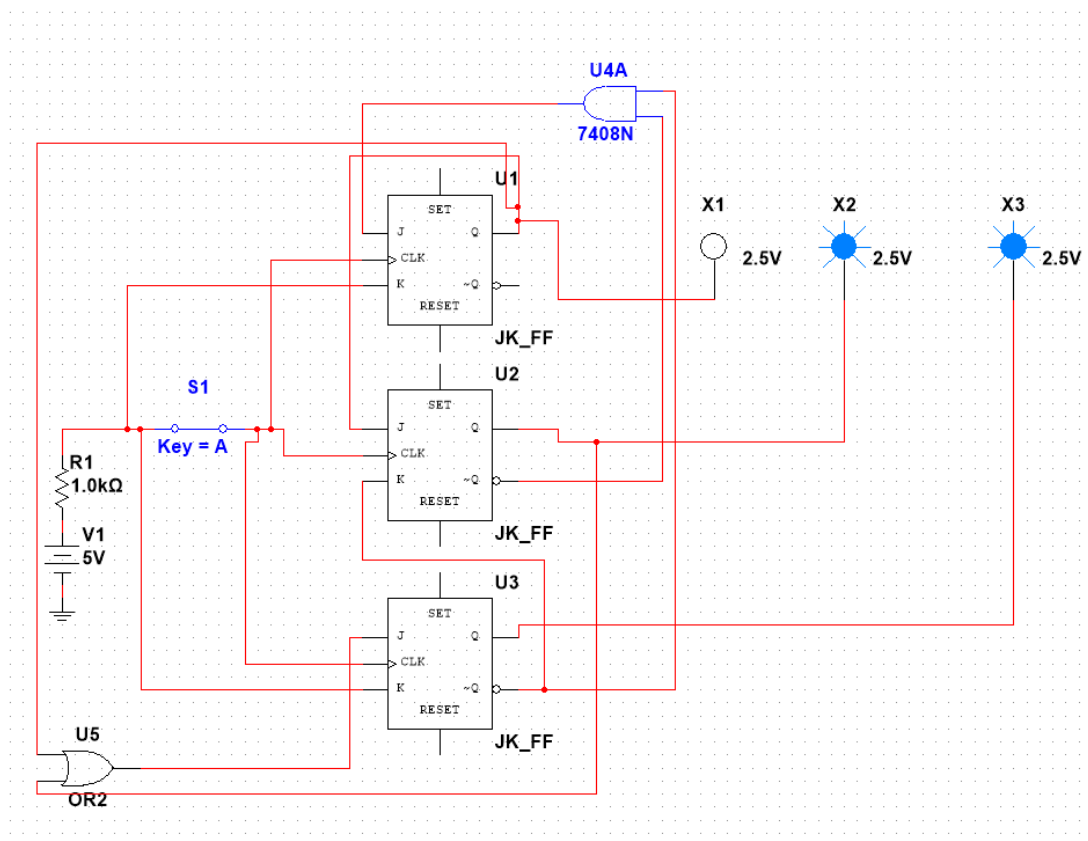 U4A
7408N
U1
SET
J
Q
CLK
K
~Q
RESET
JK_FF
X1
2.5V
X2
2.5V
X3
2.5V
S1
Key = A
R1
1.0kΩ
V1
5V
U2
SET
J
Q
CLK
K
~Q
RESET
JK_FF
U3
SET
J
Q
CLK
K
~Q
RESET
JK_FF
U5
OR2